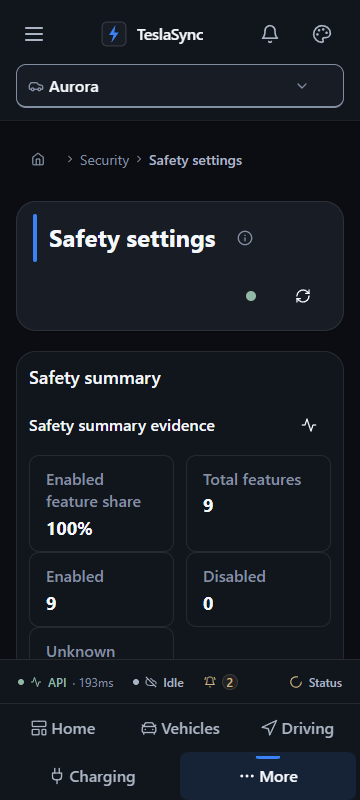 TeslaSync
Aurora
Security
Safety settings
Safety settings
Safety summary
Safety summary evidence
Enabled feature share
100%
Total features
9
Enabled
9
Disabled
0
Unknown
API · 193ms
Idle
2
Status
Home
Vehicles
Driving
Charging
More